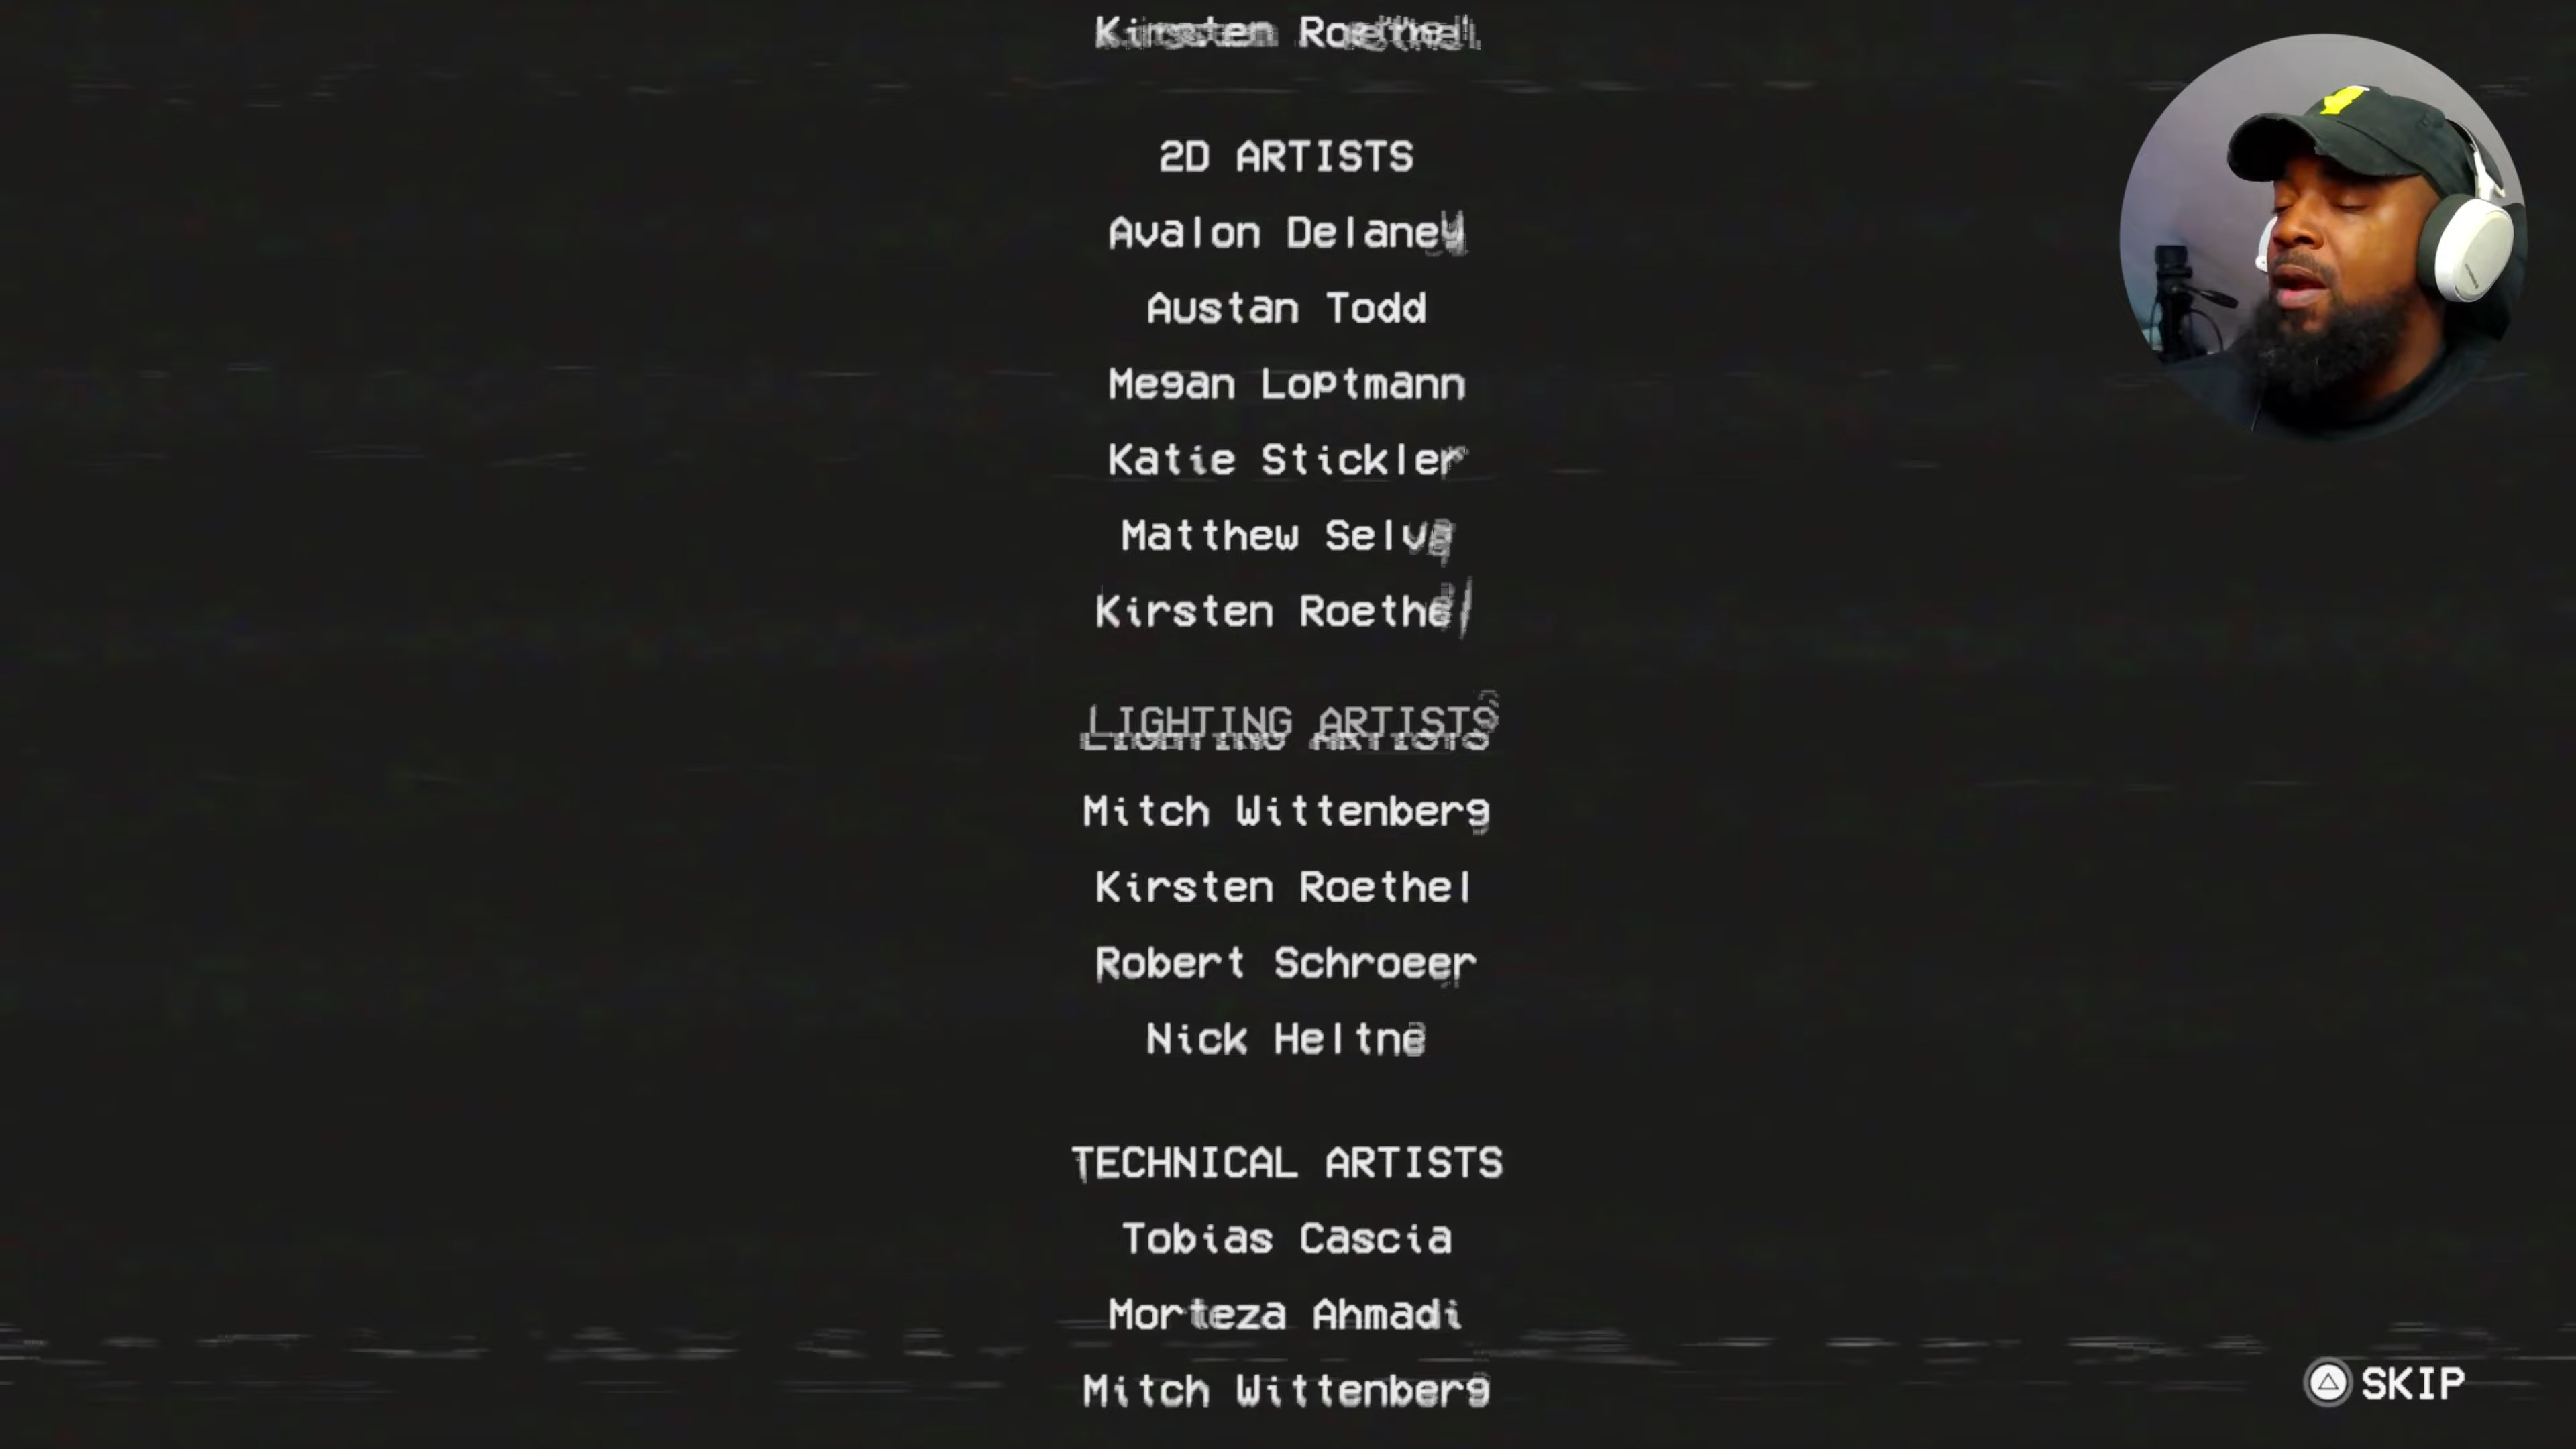 Kirsten Roethel
2D ARTISTS
Avalon Delaney
Austan Todd
Megan Loptmann
Katie Stickler
Matthew Selva
Kirsten Roethel
LIGHTING ARTISTS
Mitch Wittenberg
Kirsten Roethel
Robert Schroeer
Nick Heltne
TECHNICAL ARTISTS
Tobias Cascia
Morteza Ahmadi
Mitch Wittenberg
SKIP